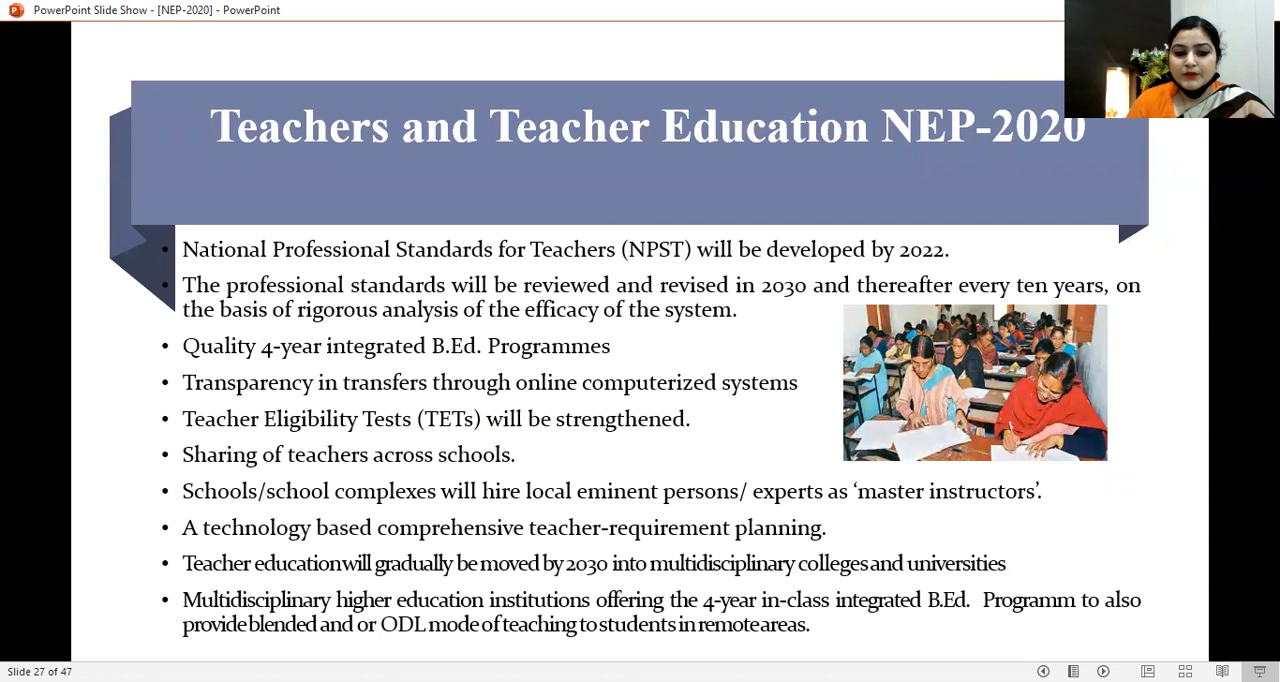 PowerPoint Slide Show - [NEP-2020] - PowerPoint
Teachers and Teacher Education NEP-2020
• National Professional Standards for Teachers (NPST) will be developed by 2022.
• The professional standards will be reviewed and revised in 2030 and thereafter every ten years, on
the basis of rigorous analysis of the efficacy of the system.
• Quality 4-year integrated B.Ed. Programmes
• Transparency in transfers through online computerized systems
• Teacher Eligibility Tests (TETs) will be strengthened.
• Sharing of teachers across schools.
• Schools/school complexes will hire local eminent persons/ experts as ‘master instructors’.
• A technology based comprehensive teacher-requirement planning.
• Teacher education will gradually be moved by 2030 into multidisciplinary colleges and universities
• Multidisciplinary higher education institutions offering the 4-year in-class integrated B.Ed. Programm to also
provide blended and or ODL mode of teaching to students in remote areas.
Slide 27 of 47